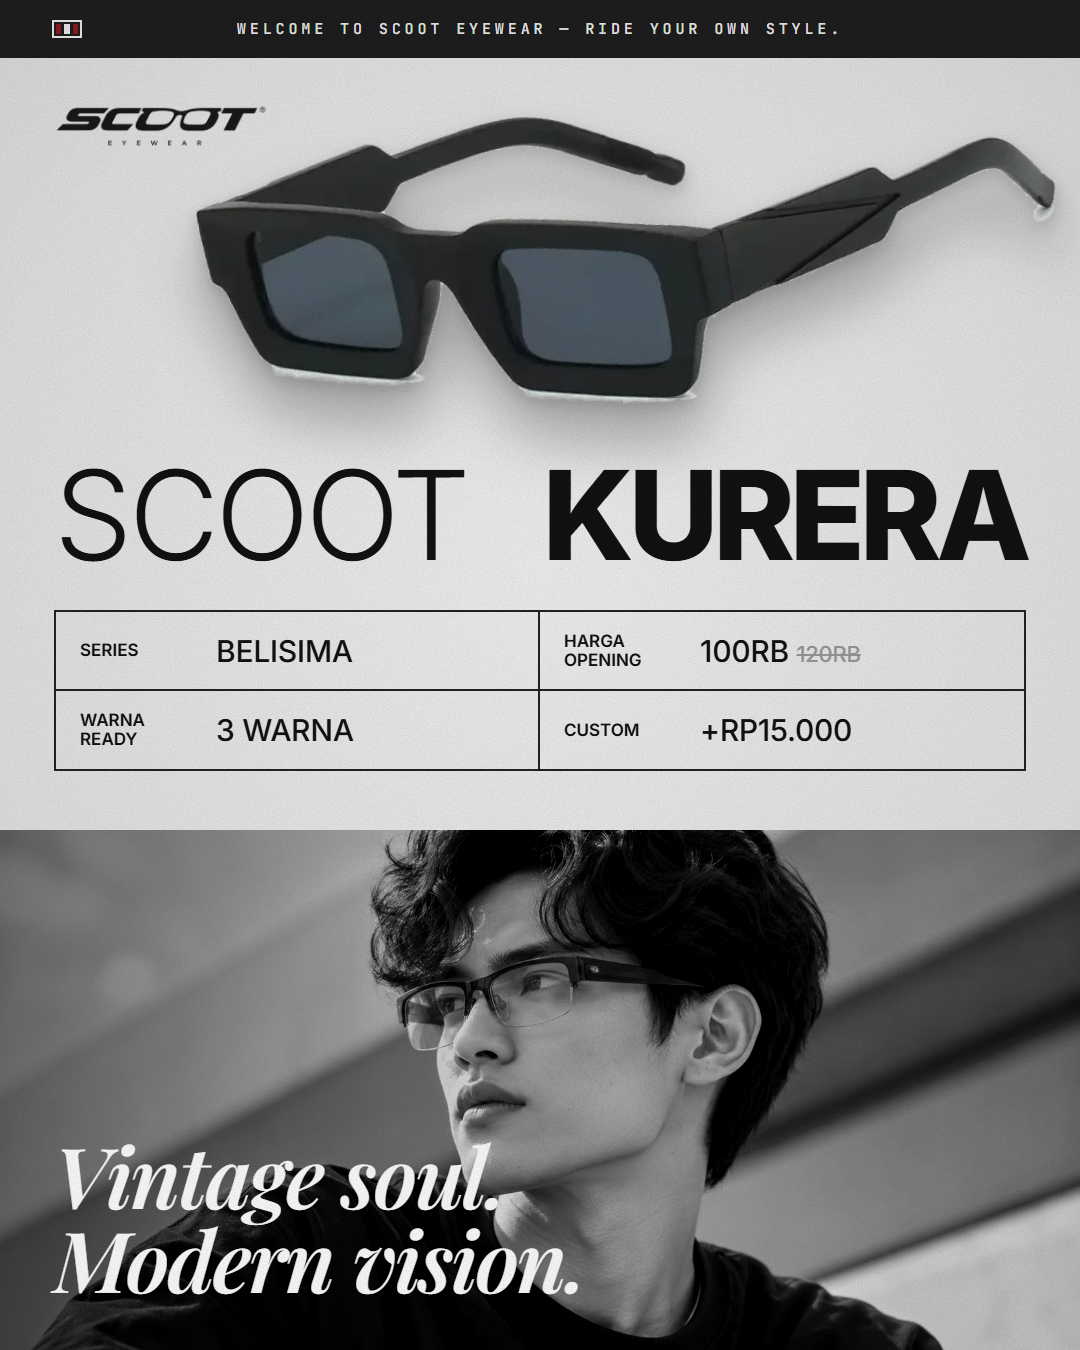 WELCOME TO SCOOT EYEWEAR — RIDE YOUR OWN STYLE.
SCOOT®
EYEWEAR
SCOOT KURERA
SERIES BELISIMA
HARGA OPENING 100RB 120RB
WARNA READY 3 WARNA
CUSTOM +RP15.000
Vintage soul.
Modern vision.